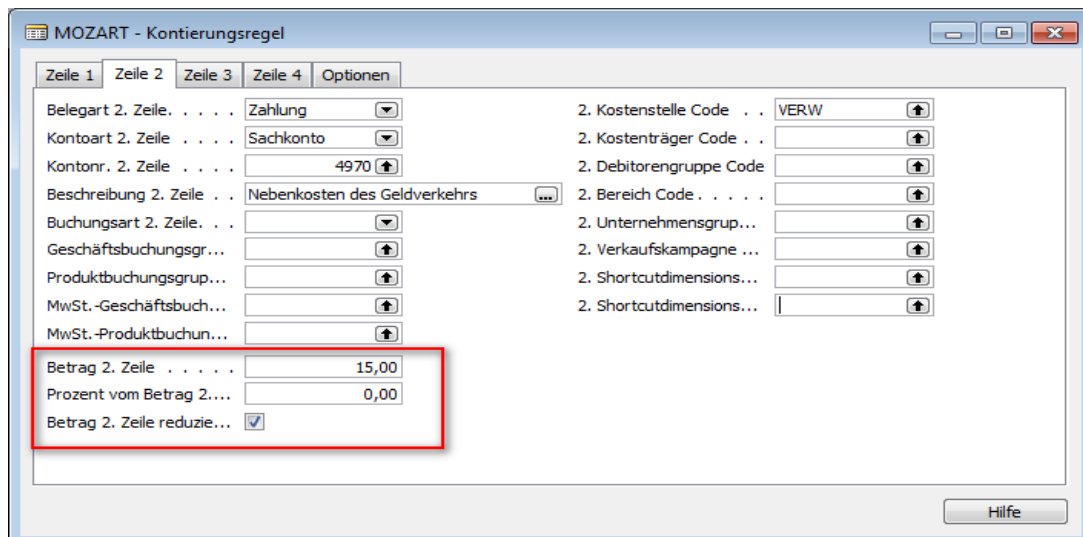 MOZART - Kontierungsregel
Zeile 1 Zeile 2 Zeile 3 Zeile 4 Optionen
Belegart 2. Zeile. . . . . Zahlung
Kontoart 2. Zeile . . . . Sachkonto
Kontonr. 2. Zeile . . . . 4970
Beschreibung 2. Zeile . . Nebenkosten des Geldverkehrs ...
Buchungsart 2. Zeile. . .
Geschäftsbuchungsgr...
Produktbuchungsgrup...
MwSt.-Geschäftsbuch...
MwSt.-Produktbuchun...
Betrag 2. Zeile . . . . . 15,00
Prozent vom Betrag 2.... 0,00
Betrag 2. Zeile reduzie...
2. Kostenstelle Code . . VERW
2. Kostenträger Code . .
2. Debitorengruppe Code
2. Bereich Code . . . . .
2. Unternehmensgrup...
2. Verkaufskampagne ...
2. Shortcutdimensions...
2. Shortcutdimensions...
Hilfe